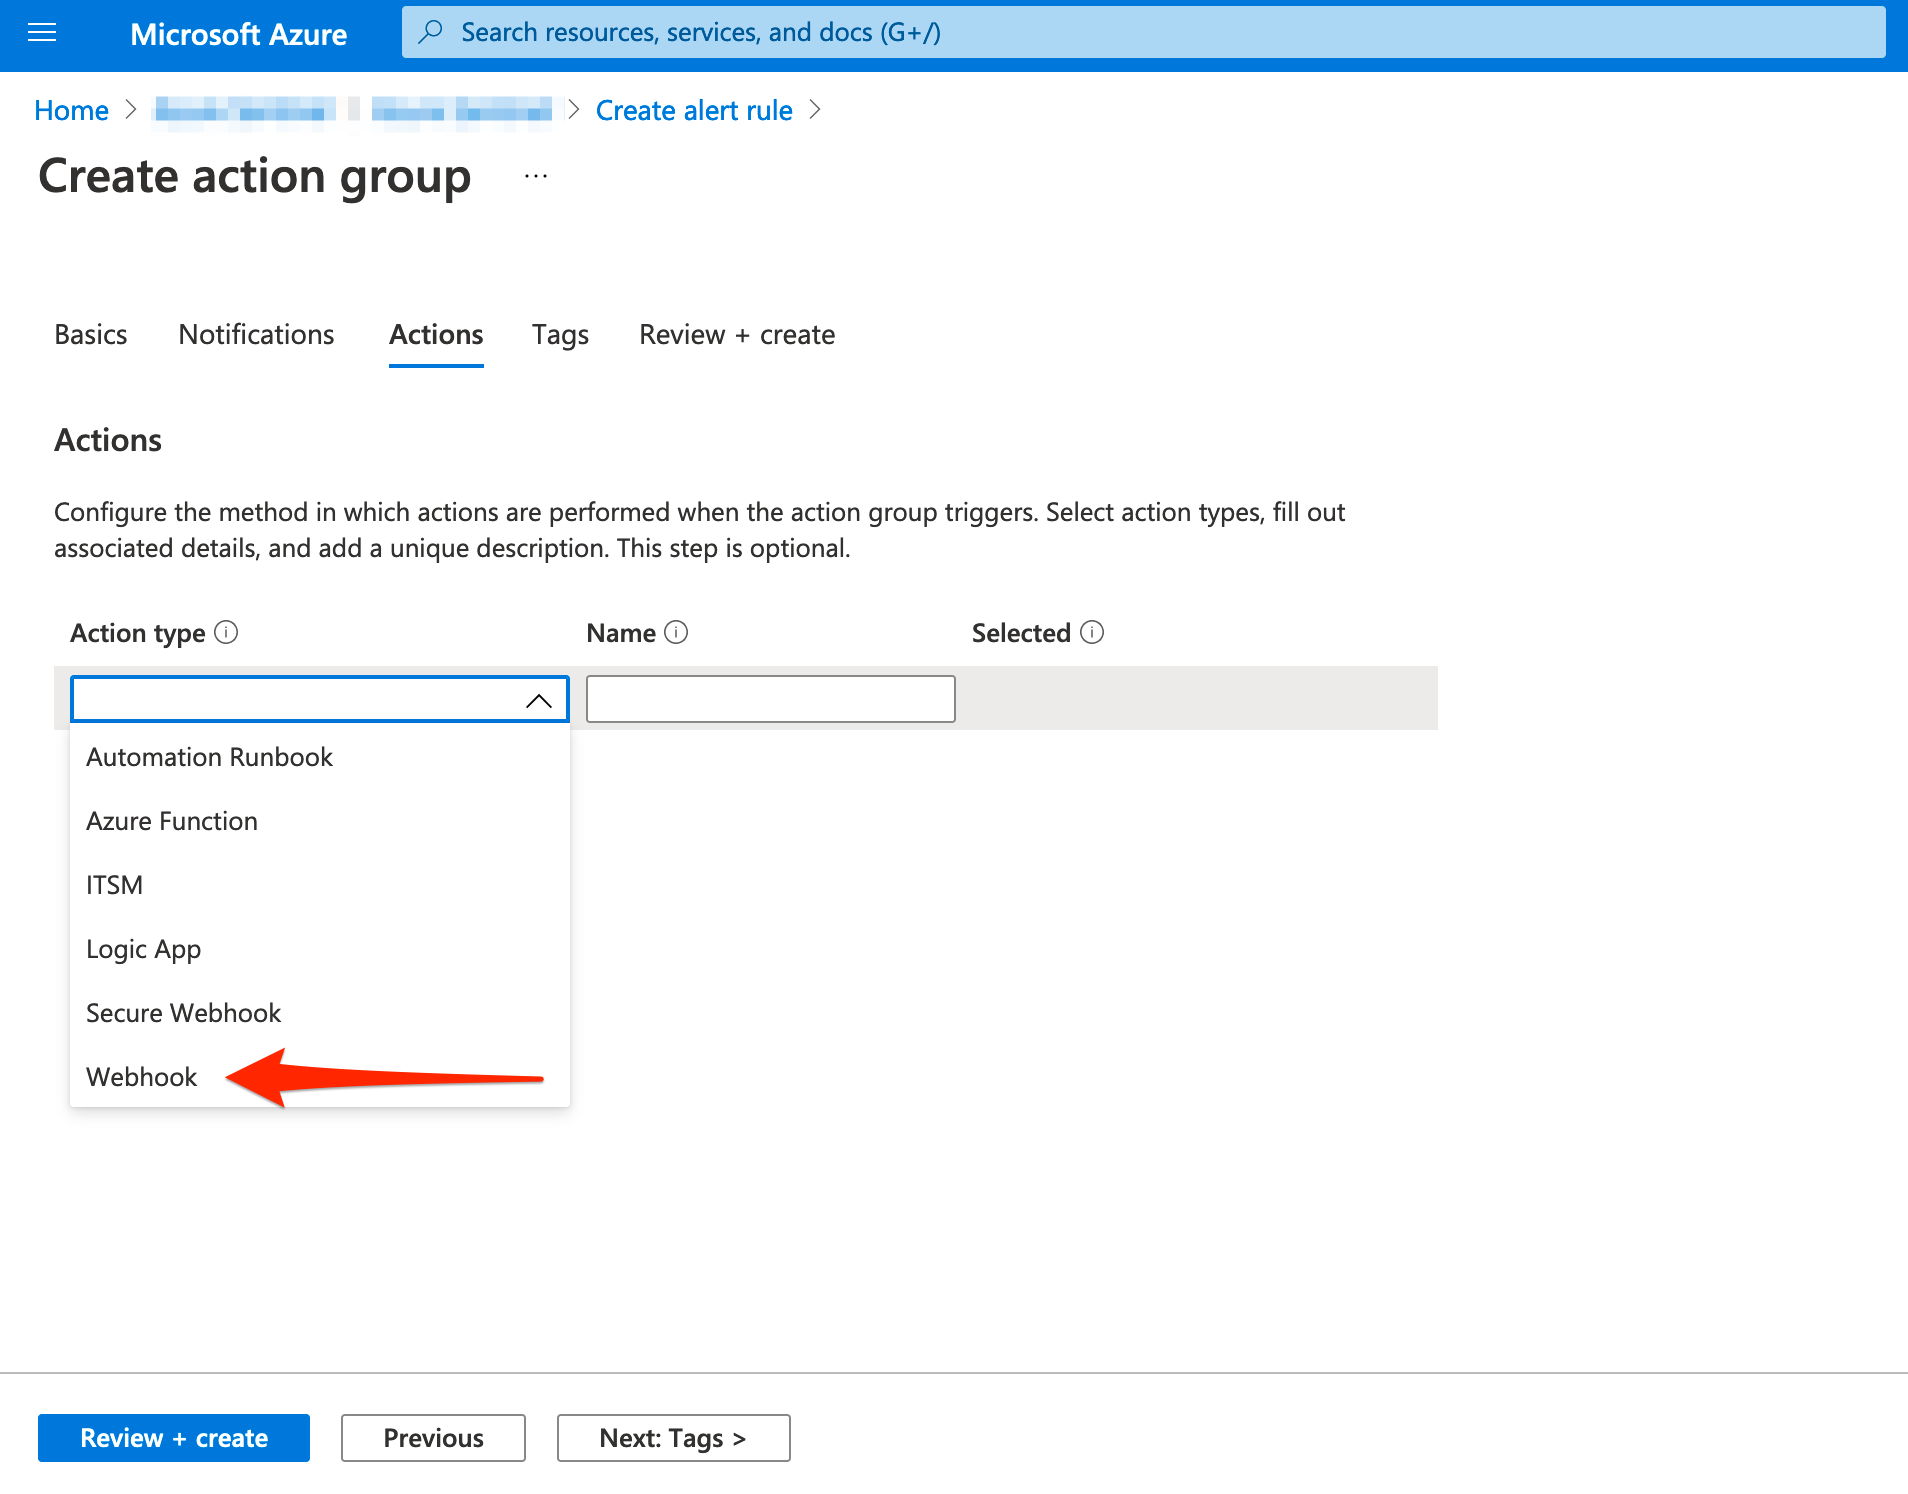 Microsoft Azure
Search resources, services, and docs (G+/)
Home > Create alert rule >
Create action group ...
Basics Notifications Actions Tags Review + create
Actions
Configure the method in which actions are performed when the action group triggers. Select action types, fill out
associated details, and add a unique description. This step is optional.
Action type Name Selected
Automation Runbook
Azure Function
ITSM
Logic App
Secure Webhook
Webhook
Review + create Previous Next: Tags >